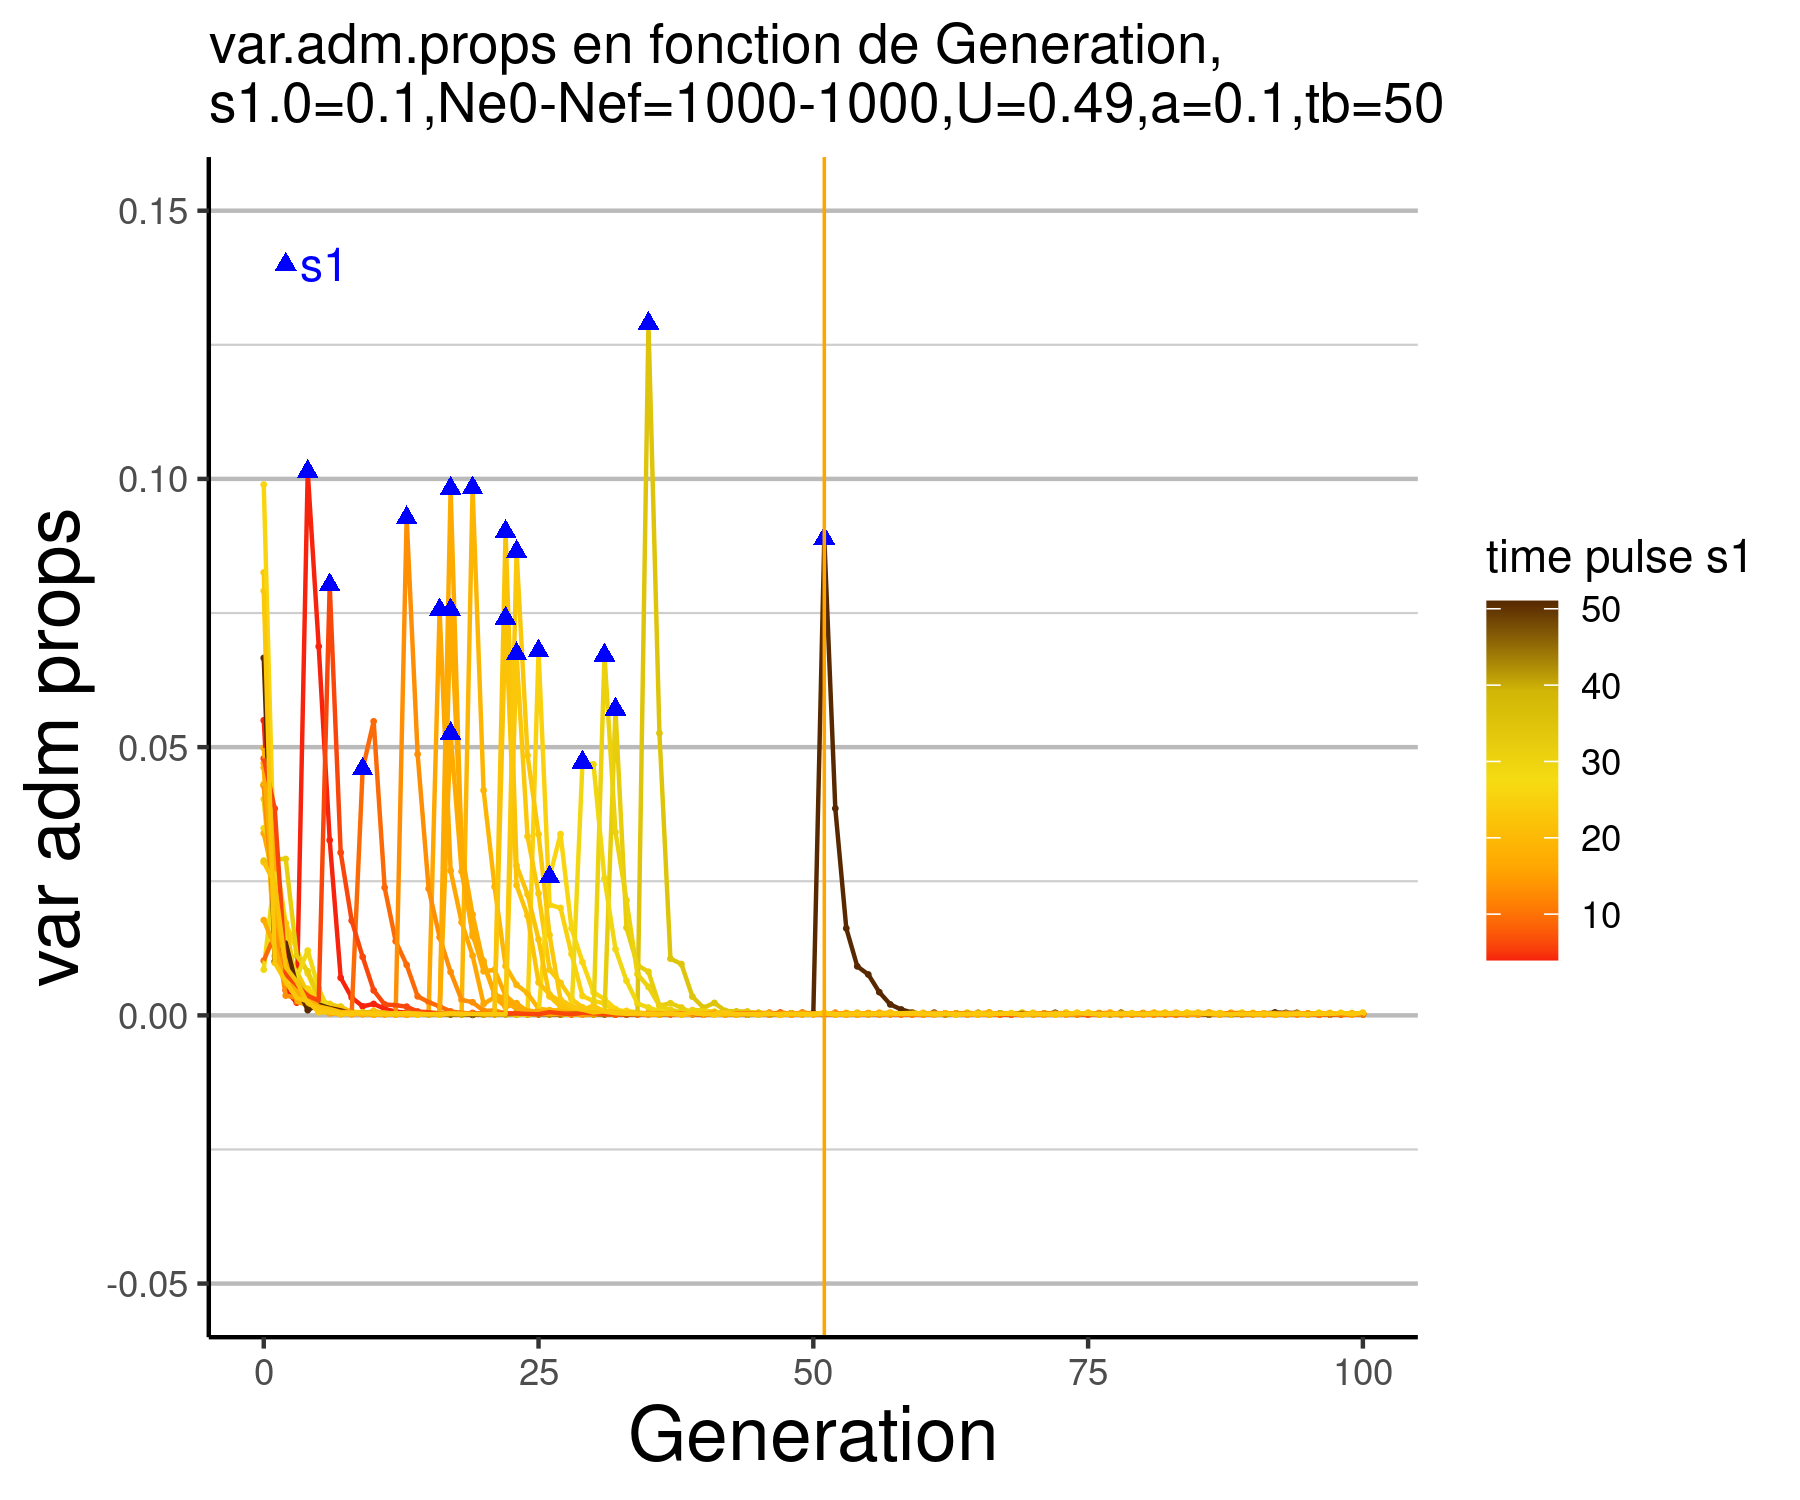 var.adm.props en fonction de Generation,
s1.0=0.1,Ne0-Nef=1000-1000,U=0.49,a=0.1,tb=50
var adm props
0.15
0.10
0.05
0.00
-0.05
s1
0
25
50
75
100
Generation
time pulse s1
50
40
30
20
10